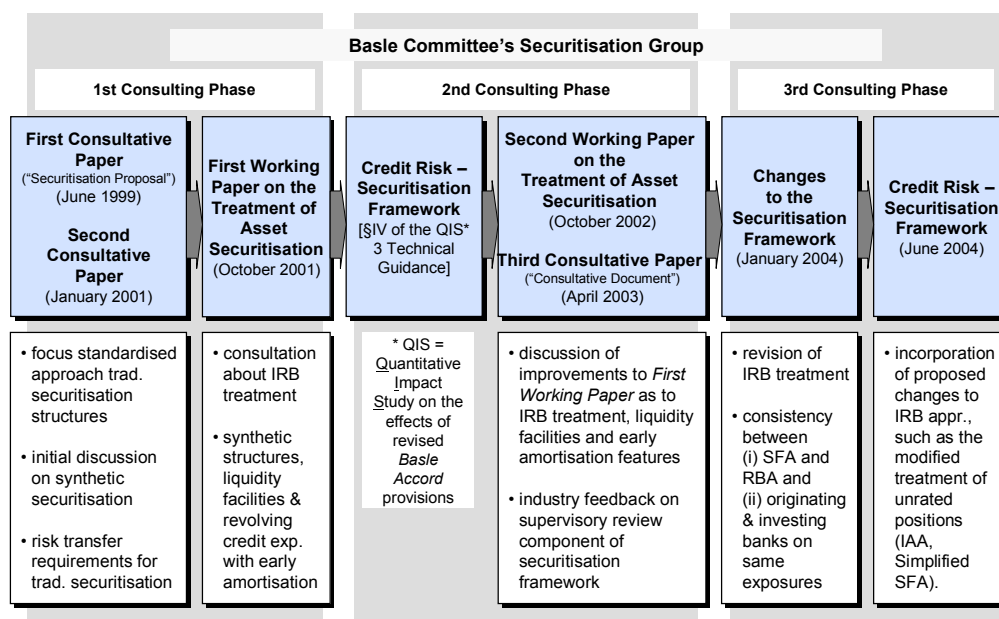 Basle Committee's Securitisation Group
1st Consulting Phase
2nd Consulting Phase
3rd Consulting Phase
First Consultative
Paper
("Securitisation Proposal")
(June 1999)
Second
Consultative
Paper
(January 2001)
First Working
Paper on the
Treatment of
Asset
Securitisation
(October 2001)
Credit Risk –
Securitisation
Framework
[§IV of the QIS*
3 Technical
Guidance]
Second Working Paper
on the
Treatment of Asset
Securitisation
(October 2002)
Third Consultative Paper
("Consultative Document")
(April 2003)
Changes
to the
Securitisation
Framework
(January 2004)
Credit Risk –
Securitisation
Framework
(June 2004)
• focus standardised
approach trad.
securitisation
structures
• initial discussion
on synthetic
securitisation
• risk transfer
requirements for
trad. securitisation
• consultation
about IRB
treatment
• synthetic
structures,
liquidity
facilities &
revolving
credit exp.
with early
amortisation
* QIS =
Quantitative
Impact
Study on the
effects of
revised
Basle
Accord
provisions
• discussion of
improvements to First
Working Paper as to
IRB treatment, liquidity
facilities and early
amortisation features
• industry feedback on
supervisory review
component of
securitisation
framework
• revision of
IRB treatment
• consistency
between
(i) SFA and
RBA and
(ii) originating
& investing
banks on
same
exposures
• incorporation
of proposed
changes to
IRB appr.,
such as the
modified
treatment of
unrated
positions
(IAA,
Simplified
SFA).